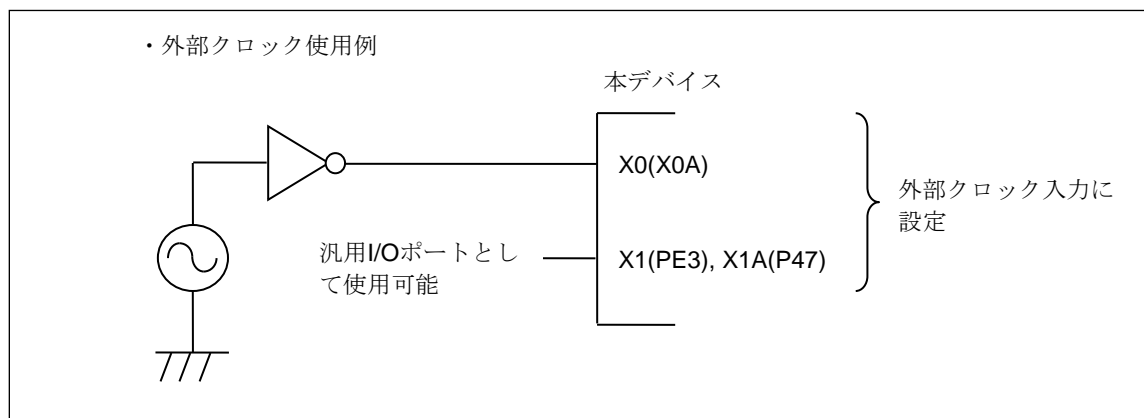 ・外部クロック使用例
本デバイス
X0(X0A)
外部クロック入力に
設定
汎用I/Oポートとし
て使用可能
X1(PE3), X1A(P47)